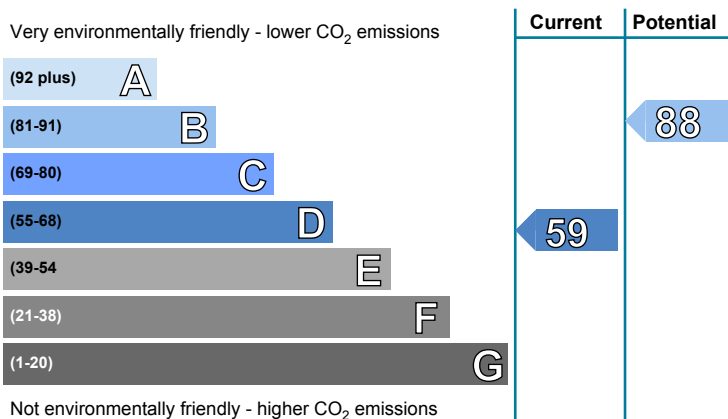 Very environmentally friendly - lower CO2 emissions
Current
Potential
(92 plus) A
(81-91) B
(69-80) C
(55-68) D
(39-54 E
(21-38) F
(1-20) G
88
59
Not environmentally friendly - higher CO2 emissions